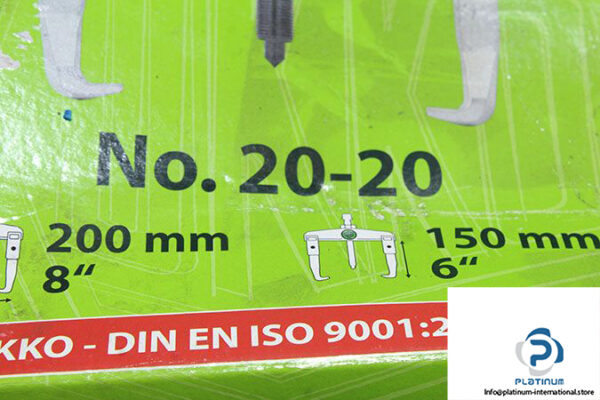 No. 20-20
200 mm
8“
150 mm
6“
KKO - DIN EN ISO 9001:2
PLATINUM
Info@platinum-international.store